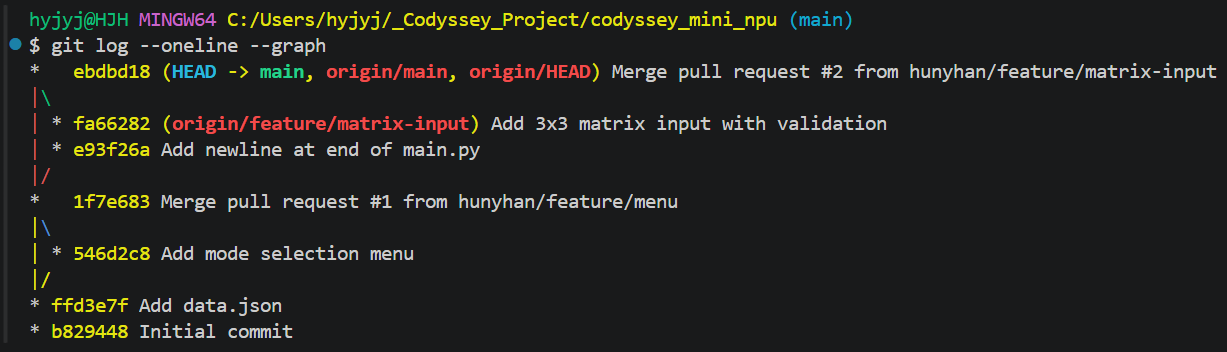 hyjyj@HJH MINGW64 C:/Users/hyjyj/_Codyssey_Project/codyssey_mini_npu (main)
$ git log --oneline --graph
*   ebdbd18 (HEAD -> main, origin/main, origin/HEAD) Merge pull request #2 from hunyhan/feature/matrix-input
|\
| * fa66282 (origin/feature/matrix-input) Add 3x3 matrix input with validation
| * e93f26a Add newline at end of main.py
|/
*   1f7e683 Merge pull request #1 from hunyhan/feature/menu
|\
| * 546d2c8 Add mode selection menu
|/
* ffd3e7f Add data.json
* b829448 Initial commit